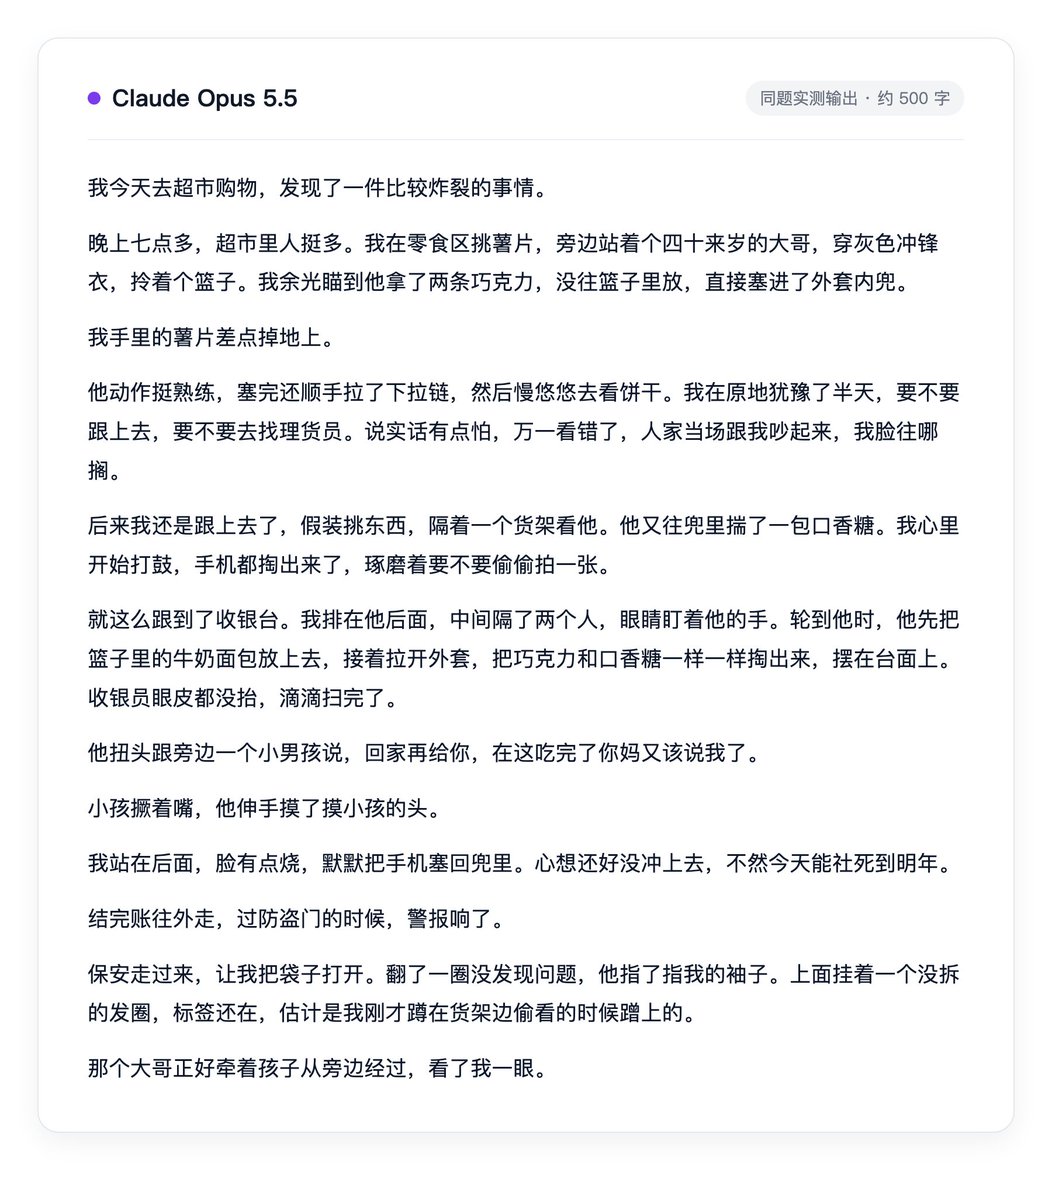 Claude Opus 5.5
同题实测输出 · 约 500 字
我今天去超市购物，发现了一件比较炸裂的事情。
晚上七点多，超市里人挺多。我在零食区挑薯片，旁边站着个四十来岁的大哥，穿灰色冲锋
衣，拎着个篮子。我余光瞄到他拿了两条巧克力，没往篮子里放，直接塞进了外套内兜。
我手里的薯片差点掉地上。
他动作挺熟练，塞完还顺手拉了下拉链，然后慢悠悠去看饼干。我在原地犹豫了半天，要不要
跟上去，要不要去找理货员。说实话有点怕，万一看错了，人家当场跟我吵起来，我脸往哪
搁。
后来我还是跟上去了，假装挑东西，隔着一个货架看他。他又往兜里揣了一包口香糖。我心里
开始打鼓，手机都掏出来了，琢磨着要不要偷偷拍一张。
就这么跟到了收银台。我排在他后面，中间隔了两个人，眼睛盯着他的手。轮到他时，他先把
篮子里的牛奶面包放上去，接着拉开外套，把巧克力和口香糖一样一样掏出来，摆在台面上。
收银员眼皮都没抬，滴滴扫完了。
他扭头跟旁边一个小男孩说，回家再给你，在这吃完了你妈又该说我了。
小孩撅着嘴，他伸手摸了摸小孩的头。
我站在后面，脸有点烧，默默把手机塞回兜里。心想还好没冲上去，不然今天能社死到明年。
结完账往外走，过防盗门的时候，警报响了。
保安走过来，让我把袋子打开。翻了一圈没发现问题，他指了指我的袖子。上面挂着一个没拆
的发圈，标签还在，估计是我刚才蹲在货架边偷看的时候蹭上的。
那个大哥正好牵着孩子从旁边经过，看了我一眼。